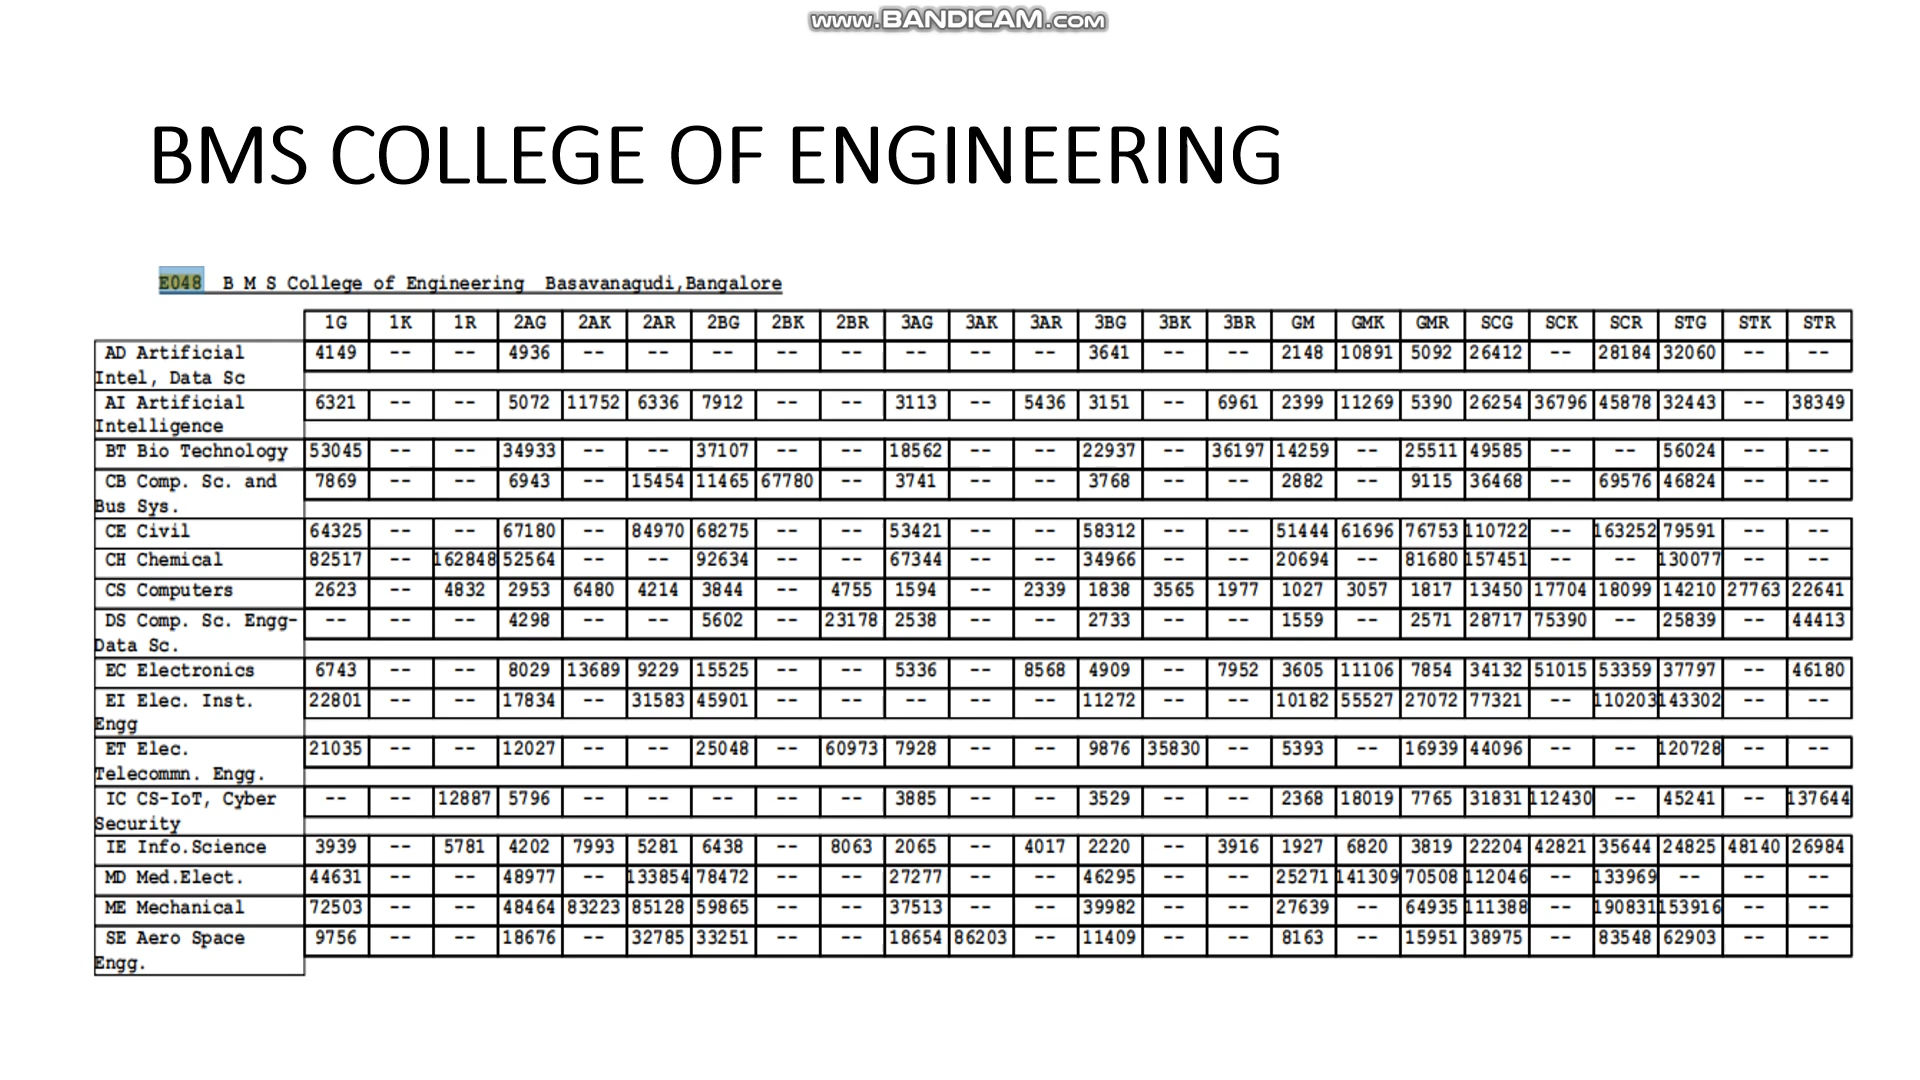 www.BANDICAM.com
BMS COLLEGE OF ENGINEERING
E048 B M S College of Engineering Basavanagudi,Bangalore
1G 1K 1R 2AG 2AK 2AR 2BG 2BK 2BR 3AG 3AK 3AR 3BG 3BK 3BR GM GMK GMR SCG SCK SCR STG STK STR
AD Artificial 4149 -- -- 4936 -- -- -- -- -- -- -- -- 3641 -- -- 2148 10891 5092 26412 -- 28184 32060 -- --
Intel, Data Sc
AI Artificial 6321 -- -- 5072 11752 6336 7912 -- -- 3113 -- 5436 3151 -- 6961 2399 11269 5390 26254 36796 45878 32443 -- 38349
Intelligence
BT Bio Technology 53045 -- -- 34933 -- -- 37107 -- -- 18562 -- -- 22937 -- 36197 14259 -- 25511 49585 -- -- 56024 -- --
CB Comp. Sc. and 7869 -- -- 6943 -- 15454 11465 67780 -- 3741 -- -- 3768 -- -- 2882 -- 9115 36468 -- 69576 46824 -- --
Bus Sys.
CE Civil 64325 -- -- 67180 -- 84970 68275 -- -- 53421 -- -- 58312 -- -- 51444 61696 76753 110722 -- 163252 79591 -- --
CH Chemical 82517 -- 162848 52564 -- -- 92634 -- -- 67344 -- -- 34966 -- -- 20694 -- 81680 157451 -- -- 130077 -- --
CS Computers 2623 -- 4832 2953 6480 4214 3844 -- 4755 1594 -- 2339 1838 3565 1977 1027 3057 1817 13450 17704 18099 14210 27763 22641
DS Comp. Sc. Engg- -- -- -- 4298 -- -- 5602 -- 23178 2538 -- -- 2733 -- -- 1559 -- 2571 28717 75390 -- 25839 -- 44413
Data Sc.
EC Electronics 6743 -- -- 8029 13689 9229 15525 -- -- 5336 -- 8568 4909 -- 7952 3605 11106 7854 34132 51015 53359 37797 -- 46180
EI Elec. Inst. 22801 -- -- 17834 -- 31583 45901 -- -- -- -- -- 11272 -- -- 10182 55527 27072 77321 -- 110203 143302 -- --
Engg
ET Elec. 21035 -- -- 12027 -- -- 25048 -- 60973 7928 -- -- 9876 35830 -- 5393 -- 16939 44096 -- -- 120728 -- --
Telecommn. Engg.
IC CS-IoT, Cyber -- -- 12887 5796 -- -- -- -- -- 3885 -- -- 3529 -- -- 2368 18019 7765 31831 112430 -- 45241 -- 137644
Security
IE Info.Science 3939 -- 5781 4202 7993 5281 6438 -- 8063 2065 -- 4017 2220 -- 3916 1927 6820 3819 22204 42821 35644 24825 48140 26984
MD Med.Elect. 44631 -- -- 48977 -- 133854 78472 -- -- 27277 -- -- 46295 -- -- 25271 141309 70508 112046 -- 133969 -- -- --
ME Mechanical 72503 -- -- 48464 83223 85128 59865 -- -- 37513 -- -- 39982 -- -- 27639 -- 64935 111388 -- 190831 153916 -- --
SE Aero Space 9756 -- -- 18676 -- 32785 33251 -- -- 18654 86203 -- 11409 -- -- 8163 -- 15951 38975 -- 83548 62903 -- --
Engg.